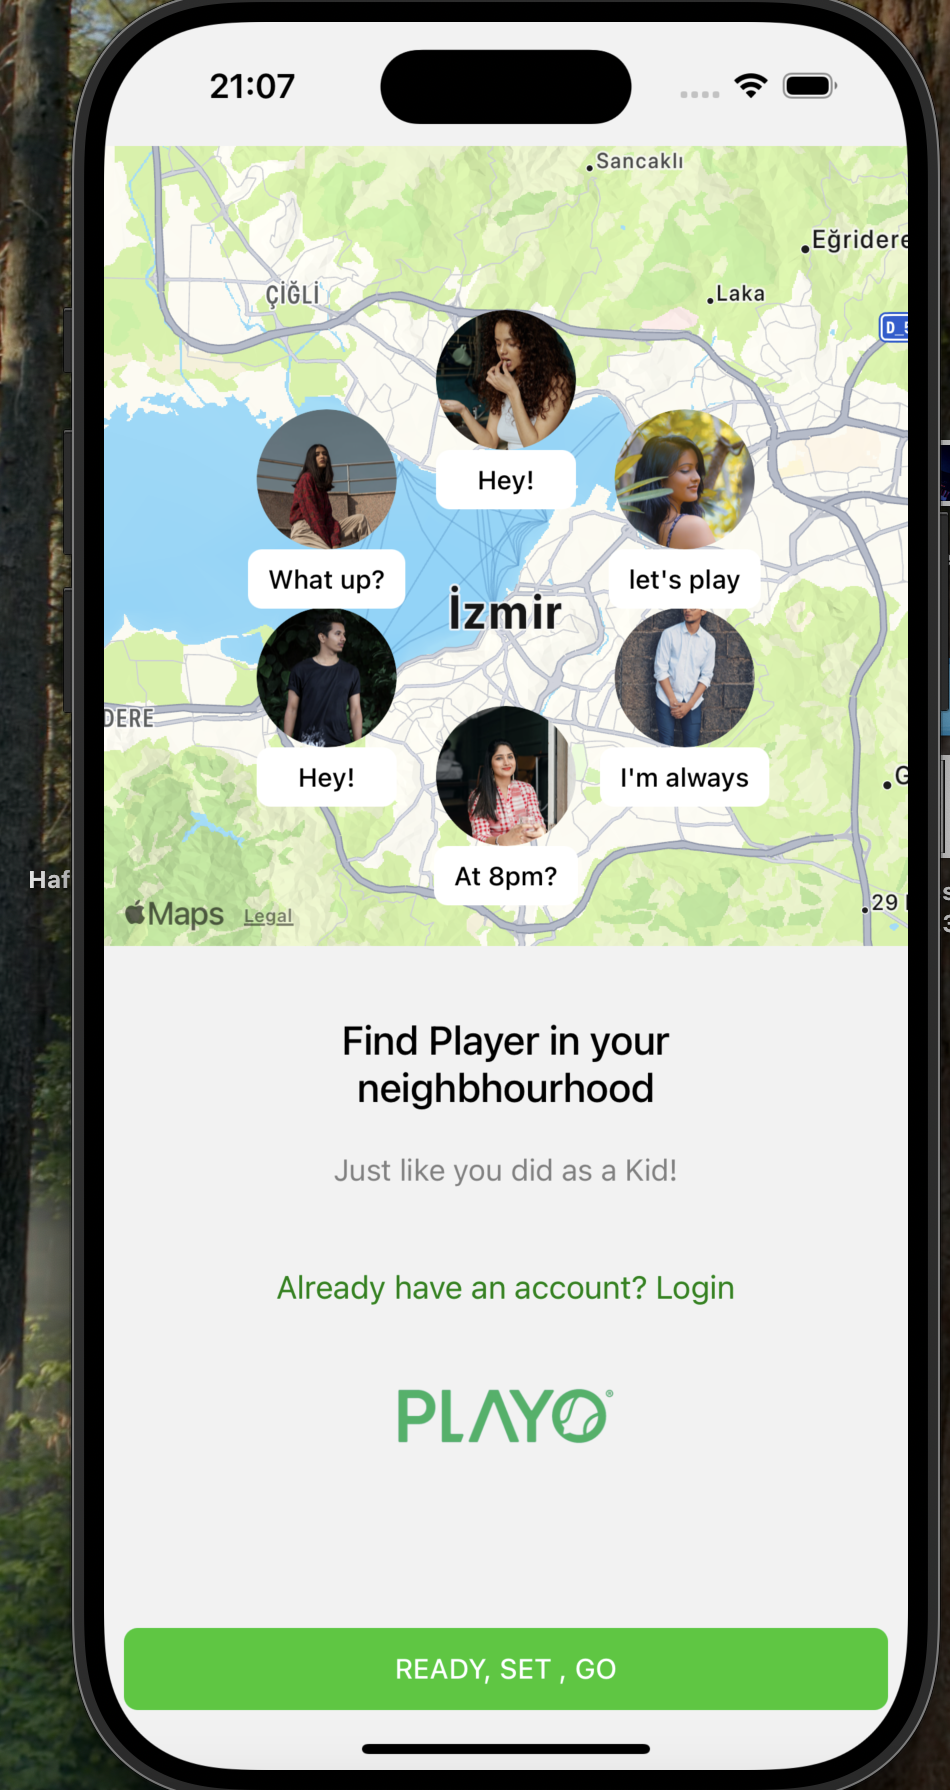 21:07
Sancaklı
Eğridere
Laka
ÇİĞLİ
Hey!
What up?
let's play
İzmir
DERE
Hey!
I'm always
At 8pm?
Haf
Maps Legal
29
Find Player in your
neighbhourhood
Just like you did as a Kid!
Already have an account? Login
PLAYO®
READY, SET , GO